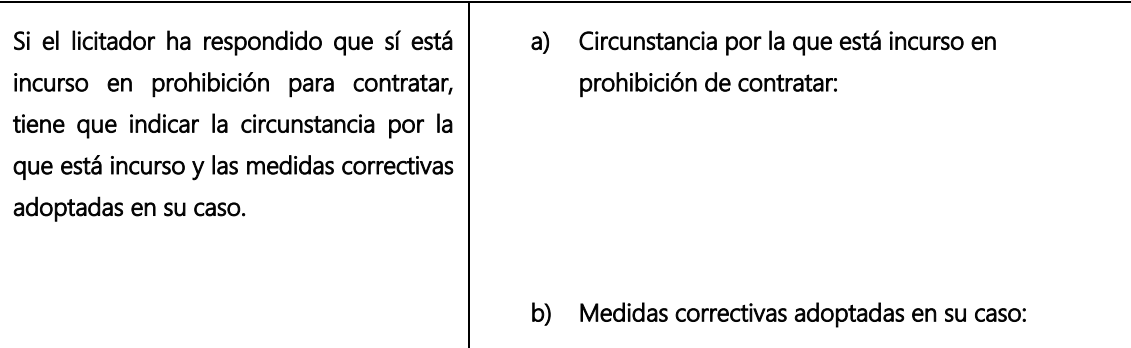 Si el licitador ha respondido que sí está
incurso en prohibición para contratar,
tiene que indicar la circunstancia por la
que está incurso y las medidas correctivas
adoptadas en su caso.
a) Circunstancia por la que está incurso en
prohibición de contratar:
b) Medidas correctivas adoptadas en su caso: